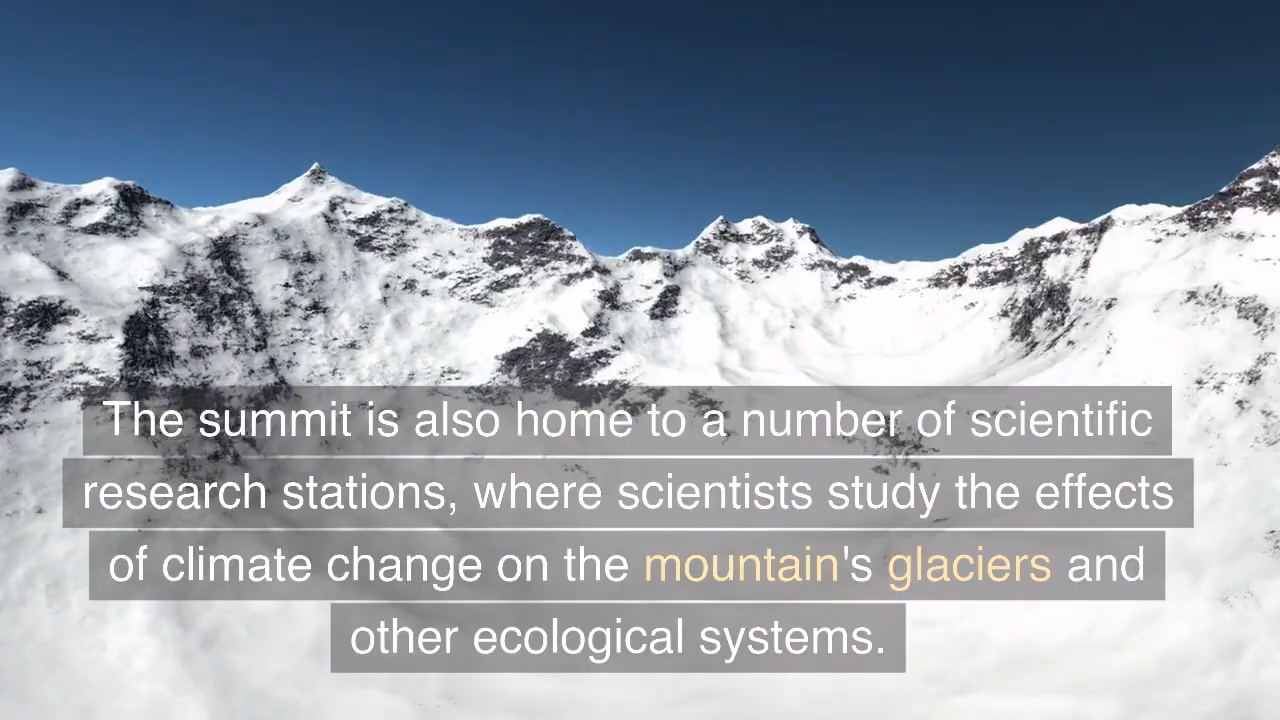 The summit is also home to a number of scientific
research stations, where scientists study the effects
of climate change on the mountain's glaciers and
other ecological systems.